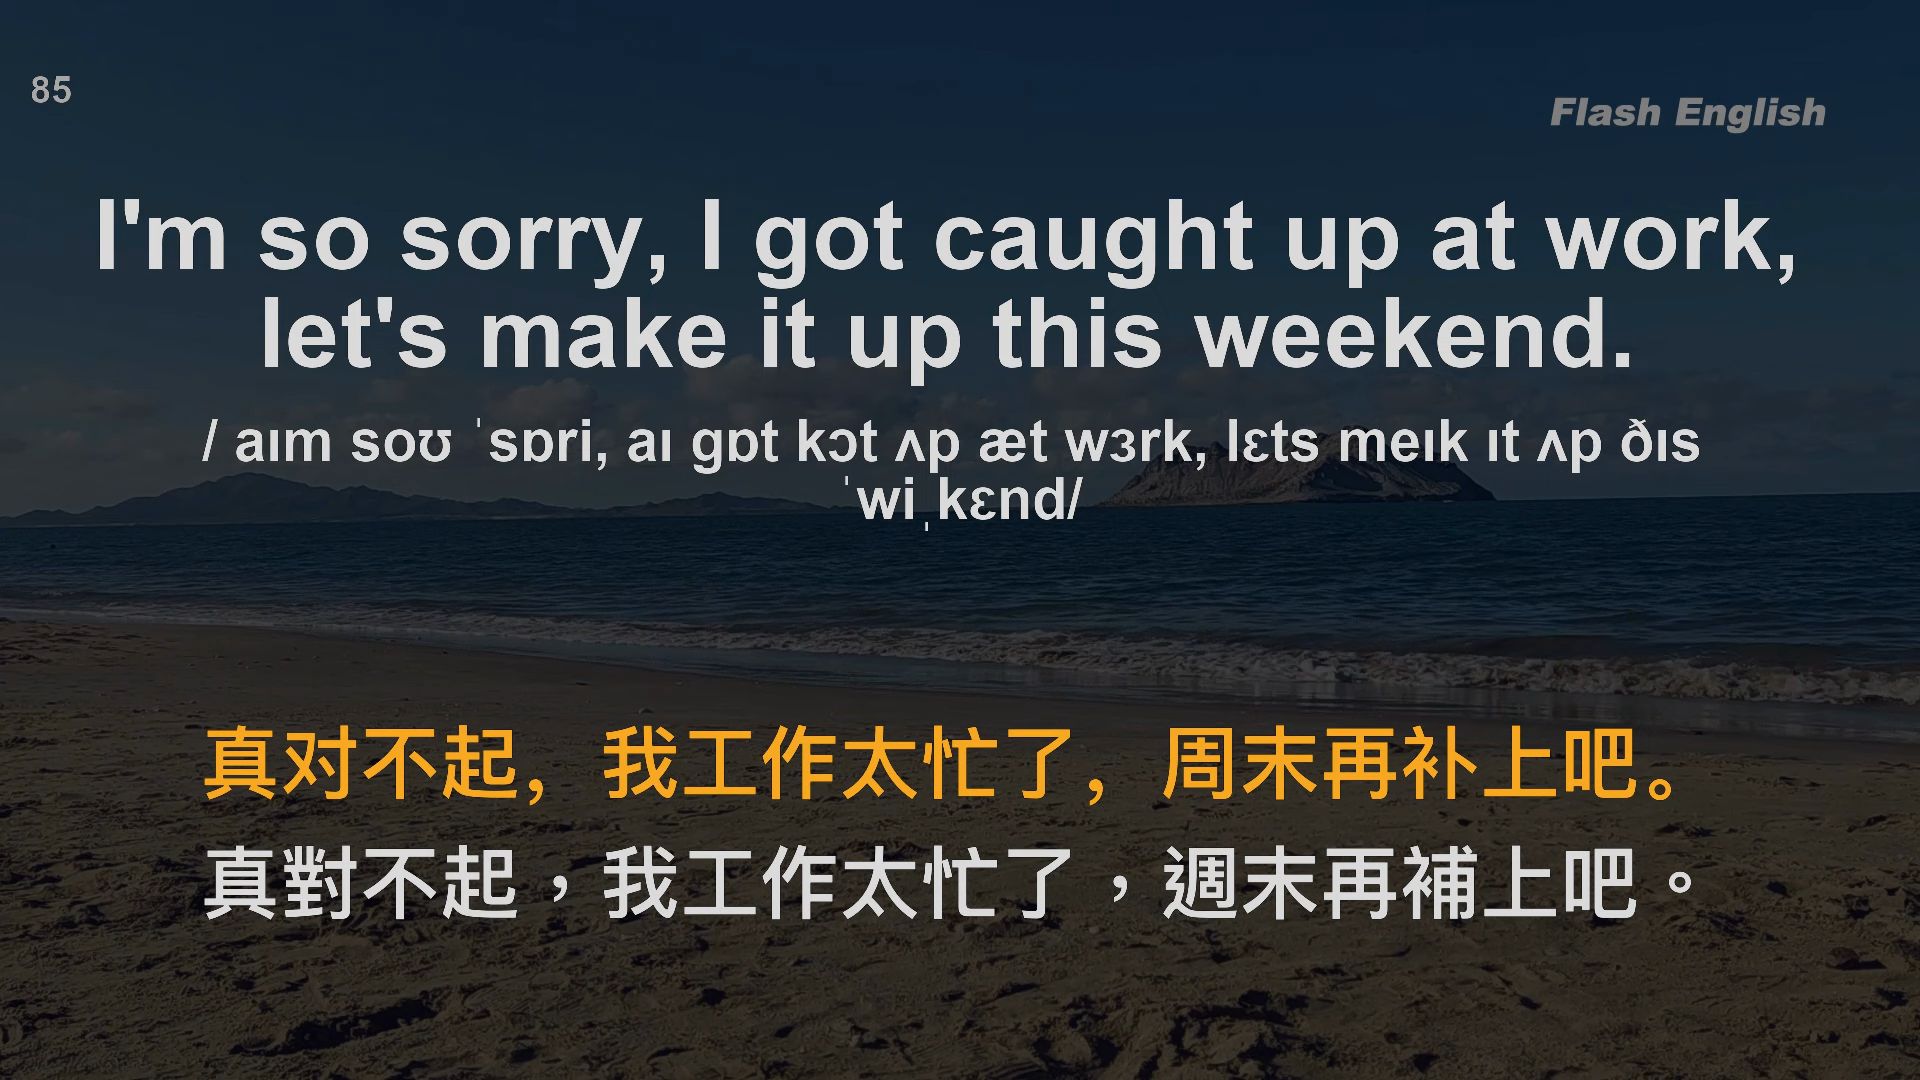 85
Flash English
I'm so sorry, I got caught up at work,
let's make it up this weekend.
/ aɪm soʊ ˈsɒri, aɪ gɒt kɔt ʌp æt wɜrk, lɛts meɪk ɪt ʌp ðɪs
ˈwiˌkɛnd/
真对不起，我工作太忙了，周末再补上吧。
真對不起，我工作太忙了，週末再補上吧。